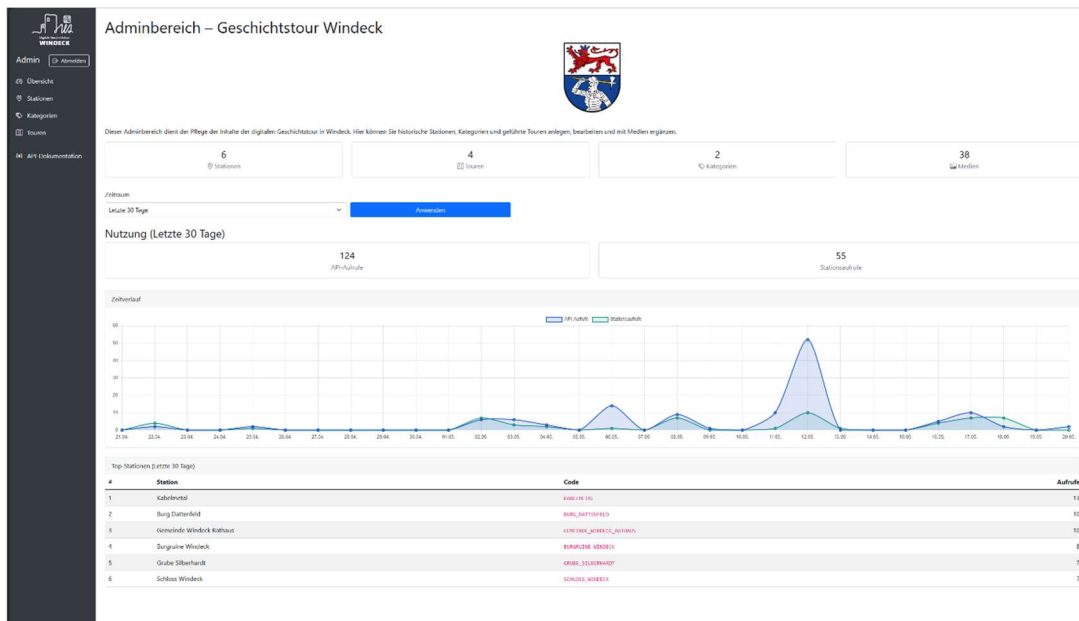 WINDECK
Admin Abmelden
Übersicht
Stationen
Kategorien
Touren
API-Dokumentation
Adminbereich – Geschichtstour Windeck
Dieser Adminbereich dient der Pflege der Inhalte der digitalen Geschichtstour in Windeck. Hier können Sie historische Stationen, Kategorien und geführte Touren anlegen, bearbeiten und mit Medien ergänzen.
6 4 2 38
Stationen Touren Kategorien Medien
Zeitraum
Letzte 30 Tage Anwenden
Nutzung (Letzte 30 Tage)
124 55
API-Aufrufe Stationsaufrufe
Zeitverlauf
API-Aufrufe Stationsaufrufe
60
50
40
30
20
10
0
21.04. 22.04. 23.04. 24.04. 25.04. 26.04. 27.04. 28.04. 29.04. 30.04. 01.05. 02.05. 03.05. 04.05. 05.05. 06.05. 07.05. 08.05. 09.05. 10.05. 11.05. 12.05. 13.05. 14.05. 15.05. 16.05. 17.05. 18.05. 19.05. 20.05.
Top-Stationen (Letzte 30 Tage)
# Station Code Aufrufe
1 Kabelmetal KABELMETAL 13
2 Burg Dattenfeld BURG_DATTENFELD 10
3 Gemeinde Windeck Rathaus GEMEINDE_WINDECK_RATHAUS 10
4 Burgruine Windeck BURGRUINE_WINDECK 8
5 Grube Silberhardt GRUBE_SILBERHARDT 7
6 Schloss Windeck SCHLOSS_WINDECK 7